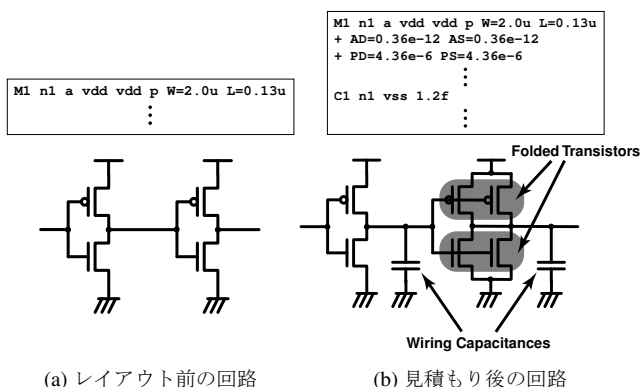 M1 n1 a vdd vdd p W=2.0u L=0.13u
⋮
(a) レイアウト前の回路
M1 n1 a vdd vdd p W=2.0u L=0.13u
+ AD=0.36e-12 AS=0.36e-12
+ PD=4.36e-6 PS=4.36e-6
⋮
C1 n1 vss 1.2f
⋮
Folded Transistors
Wiring Capacitances
(b) 見積もり後の回路